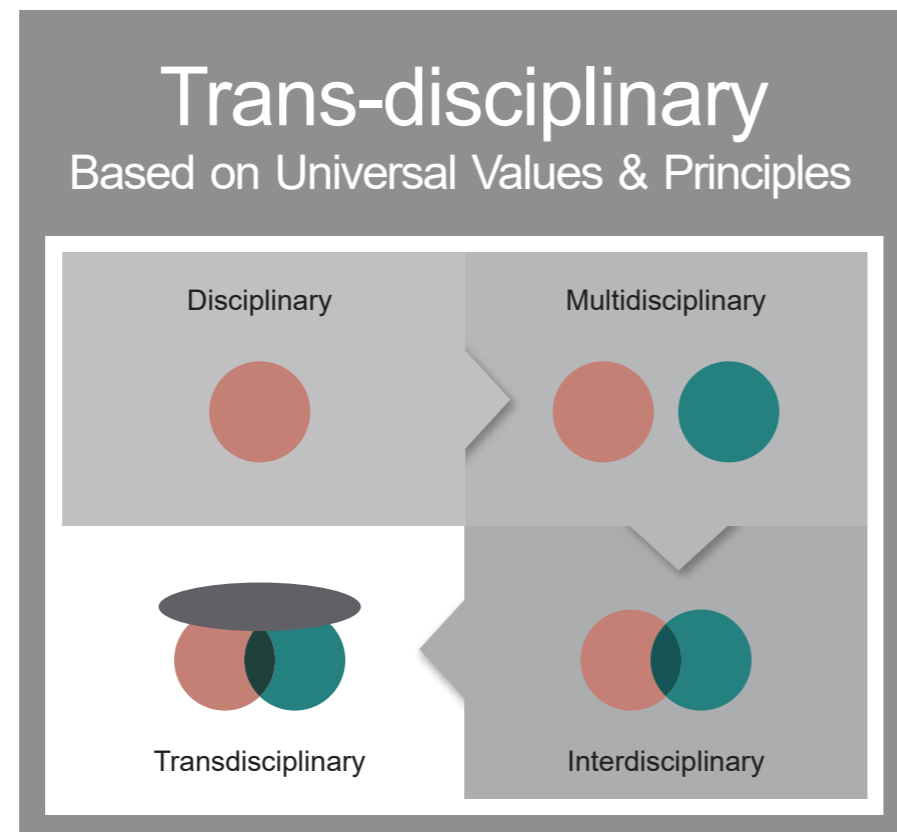 Trans-disciplinary
Based on Universal Values & Principles
Disciplinary
Multidisciplinary
Transdisciplinary
Interdisciplinary